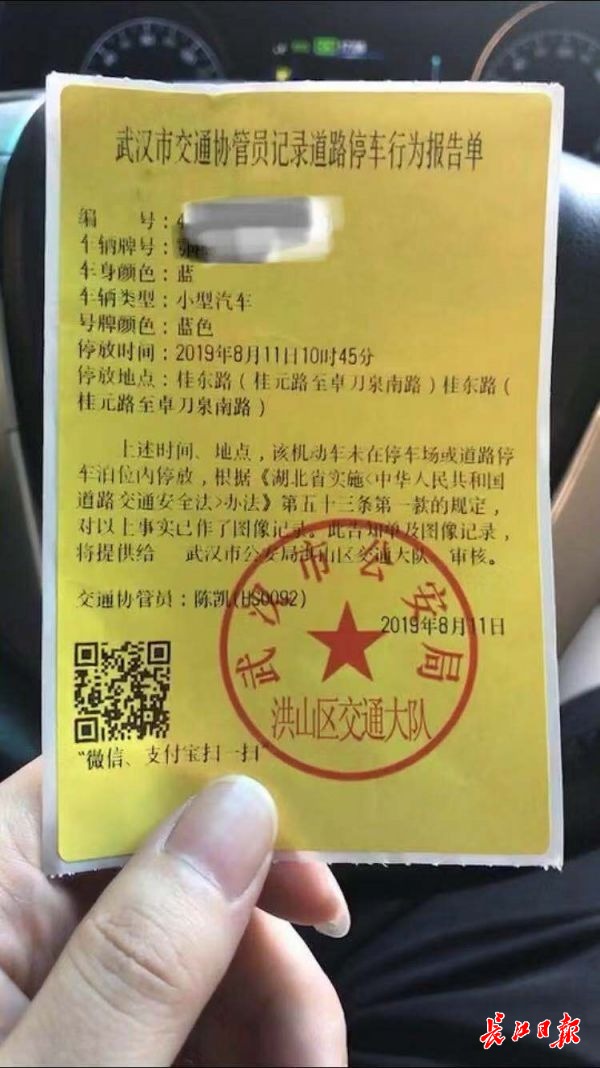 武汉市交通协管员记录道路停车行为报告单
编 号：4
车辆牌号：鄂
车身颜色：蓝
车辆类型：小型汽车
号牌颜色：蓝色
停放时间：2019年8月11日10时45分
停放地点：桂东路（桂元路至卓刀泉南路）桂东路（
桂元路至卓刀泉南路）
上述时间、地点，该机动车未在停车场或道路停
车泊位内停放，根据《湖北省实施<中华人民共和国
道路交通安全法>办法》第五十三条第一款的规定，
对以上事实已作了图像记录。此告知单及图像记录，
将提供给 武汉市公安局洪山区交通大队 审核。
交通协管员：陈凯(HS0092)
2019年8月11日
武汉市公安局
洪山区交通大队
“微信、支付宝扫一扫”
长江日报